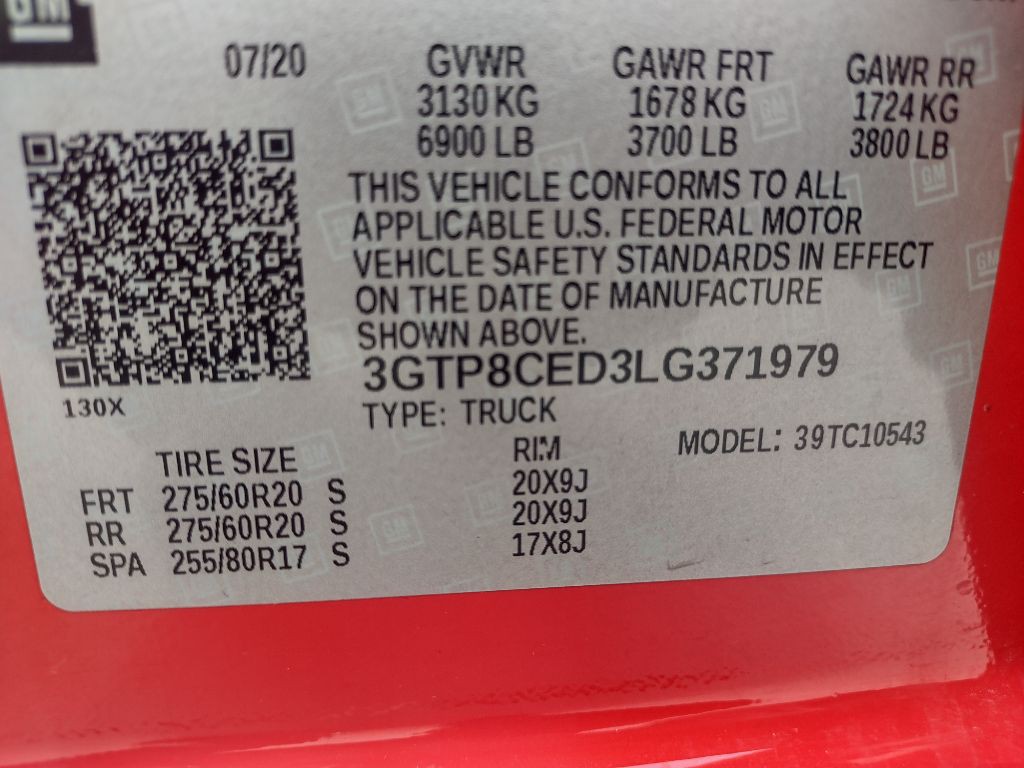 GM
07/20 GVWR GAWR FRT GAWR RR
3130 KG 1678 KG 1724 KG
6900 LB 3700 LB 3800 LB
THIS VEHICLE CONFORMS TO ALL
APPLICABLE U.S. FEDERAL MOTOR
VEHICLE SAFETY STANDARDS IN EFFECT
ON THE DATE OF MANUFACTURE
SHOWN ABOVE.
3GTP8CED3LG371979
130X
TYPE: TRUCK
MODEL: 39TC10543
TIRE SIZE RIM
FRT 275/60R20 S 20X9J
RR 275/60R20 S 20X9J
SPA 255/80R17 S 17X8J